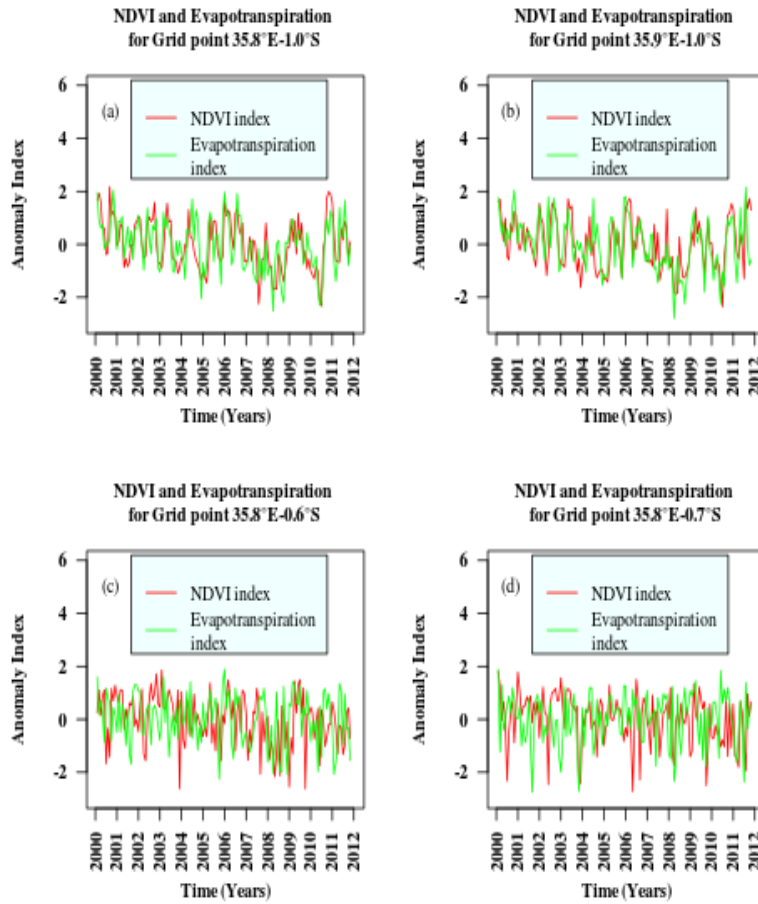 NDVI and Evapotranspiration
for Grid point 35.8°E-1.0°S
(a)
NDVI index
Evapotranspiration
index
Anomaly Index
6
4
2
0
-2
2000
2001
2002
2003
2004
2005
2006
2007
2008
2009
2010
2011
2012
Time (Years)
NDVI and Evapotranspiration
for Grid point 35.9°E-1.0°S
(b)
NDVI index
Evapotranspiration
index
Anomaly Index
6
4
2
0
-2
2000
2001
2002
2003
2004
2005
2006
2007
2008
2009
2010
2011
2012
Time (Years)
NDVI and Evapotranspiration
for Grid point 35.8°E-0.6°S
(c)
NDVI index
Evapotranspiration
index
Anomaly Index
6
4
2
0
-2
2000
2001
2002
2003
2004
2005
2006
2007
2008
2009
2010
2011
2012
Time (Years)
NDVI and Evapotranspiration
for Grid point 35.8°E-0.7°S
(d)
NDVI index
Evapotranspiration
index
Anomaly Index
6
4
2
0
-2
2000
2001
2002
2003
2004
2005
2006
2007
2008
2009
2010
2011
2012
Time (Years)